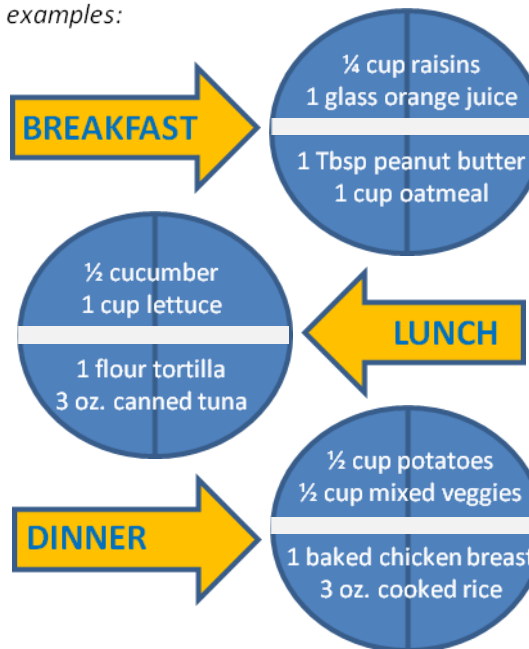 examples:
BREAKFAST
¼ cup raisins
1 glass orange juice
1 Tbsp peanut butter
1 cup oatmeal
½ cucumber
1 cup lettuce
1 flour tortilla
3 oz. canned tuna
LUNCH
DINNER
½ cup potatoes
½ cup mixed veggies
1 baked chicken breast
3 oz. cooked rice